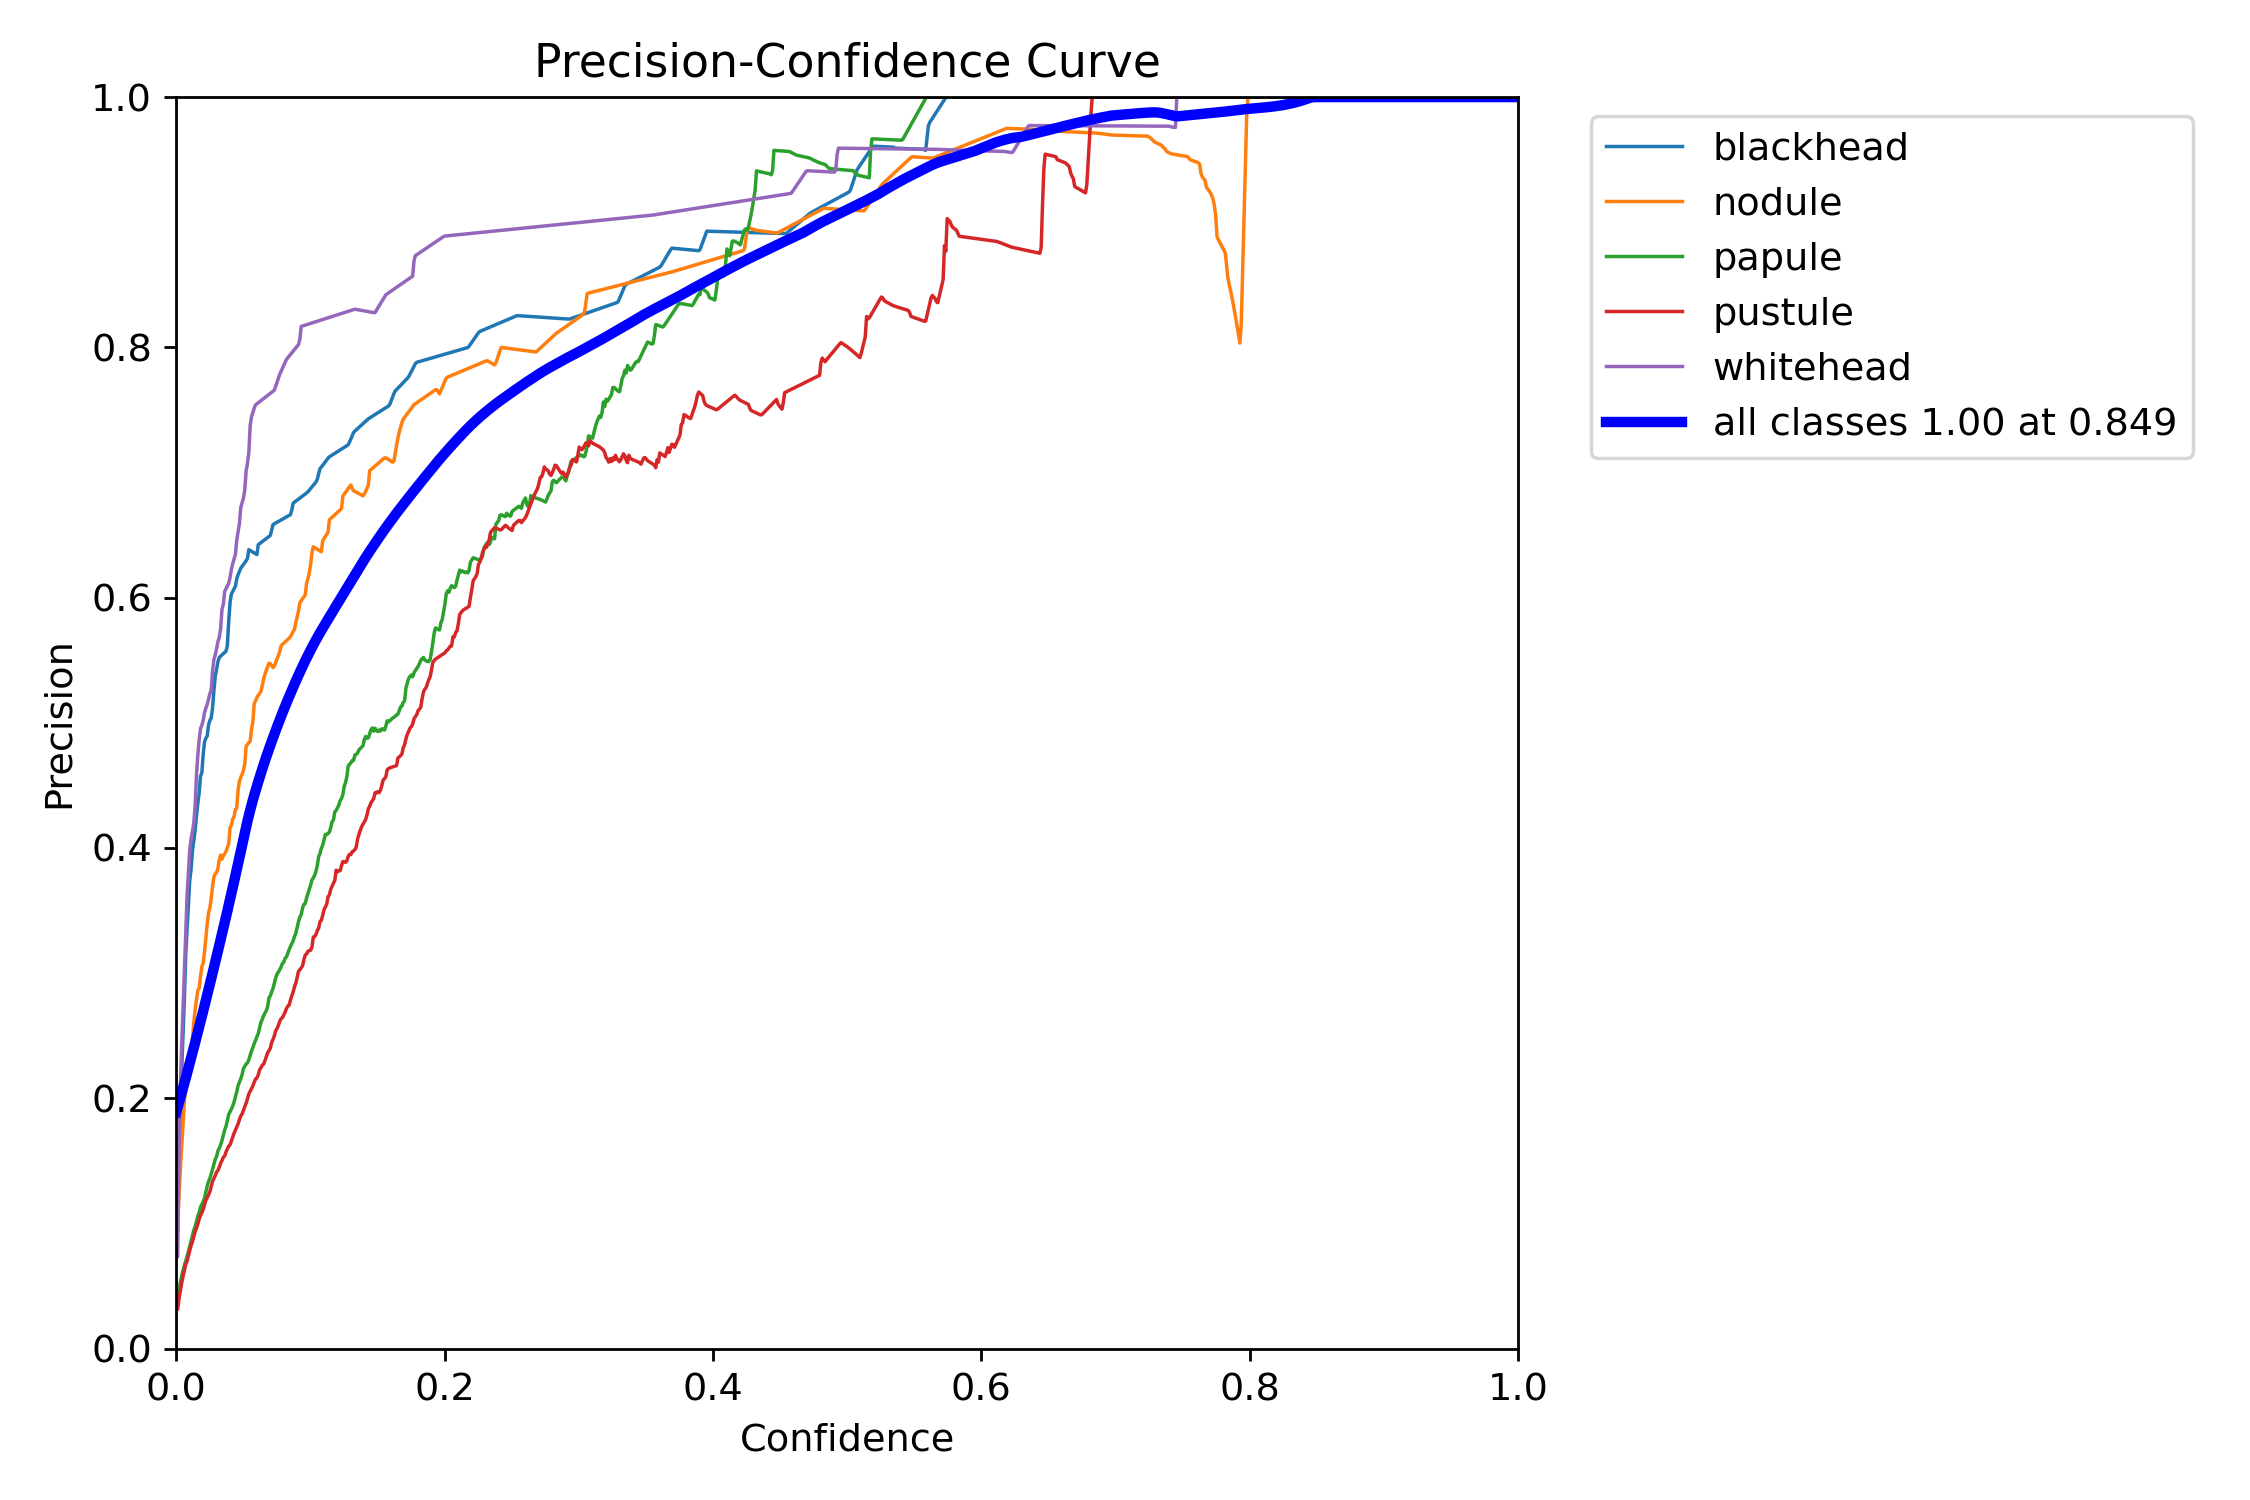 Precision-Confidence Curve
1.0
0.8
0.6
0.4
0.2
0.0
Precision
0.0 0.2 0.4 0.6 0.8 1.0
Confidence
blackhead
nodule
papule
pustule
whitehead
all classes 1.00 at 0.849